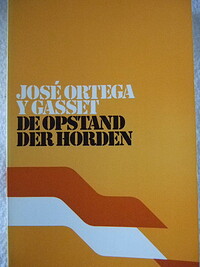 JOSÉ ORTEGA
Y GASSET
DE OPSTAND
DER HORDEN